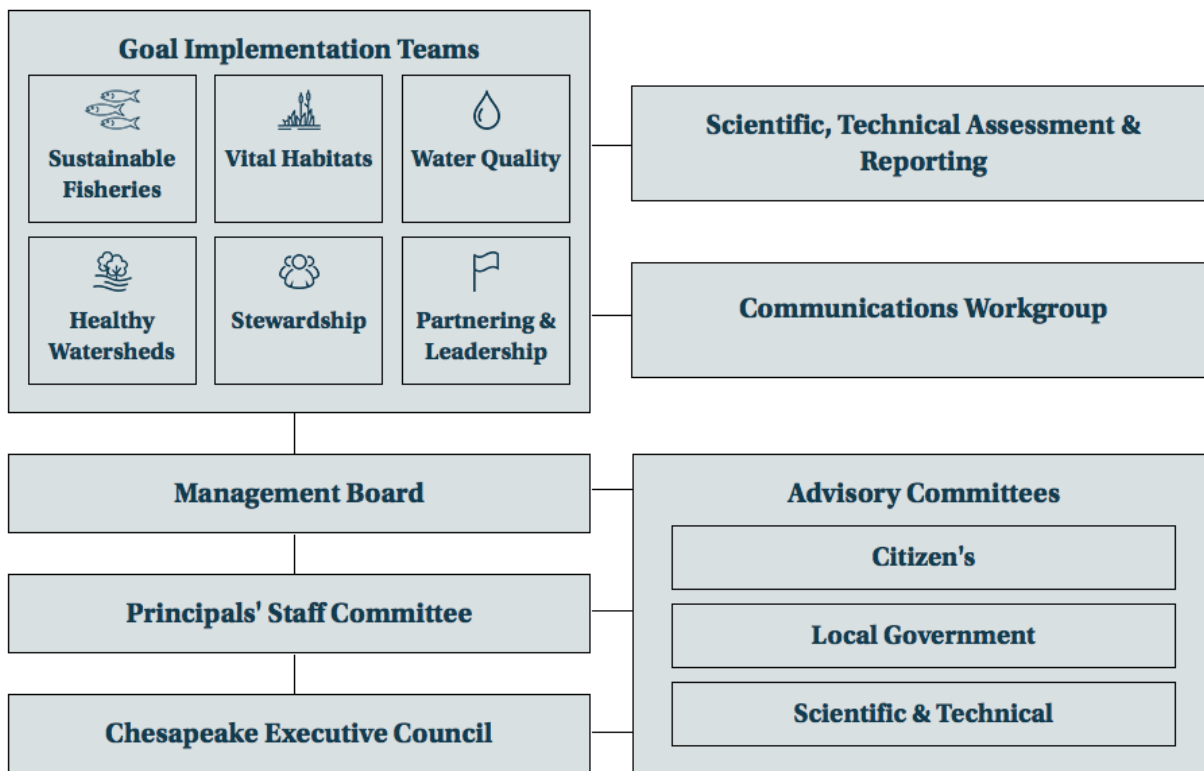 Goal Implementation Teams
Sustainable
Fisheries
Vital Habitats
Water Quality
Healthy
Watersheds
Stewardship
Partnering &
Leadership
Scientific, Technical Assessment &
Reporting
Communications Workgroup
Management Board
Principals' Staff Committee
Chesapeake Executive Council
Advisory Committees
Citizen's
Local Government
Scientific & Technical